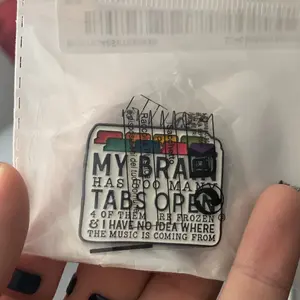 MY BRAIN
HAS TOO MANY
TABS OPEN
4 OF THEM ARE FROZEN
& I HAVE NO IDEA WHERE
THE MUSIC IS COMING FROM